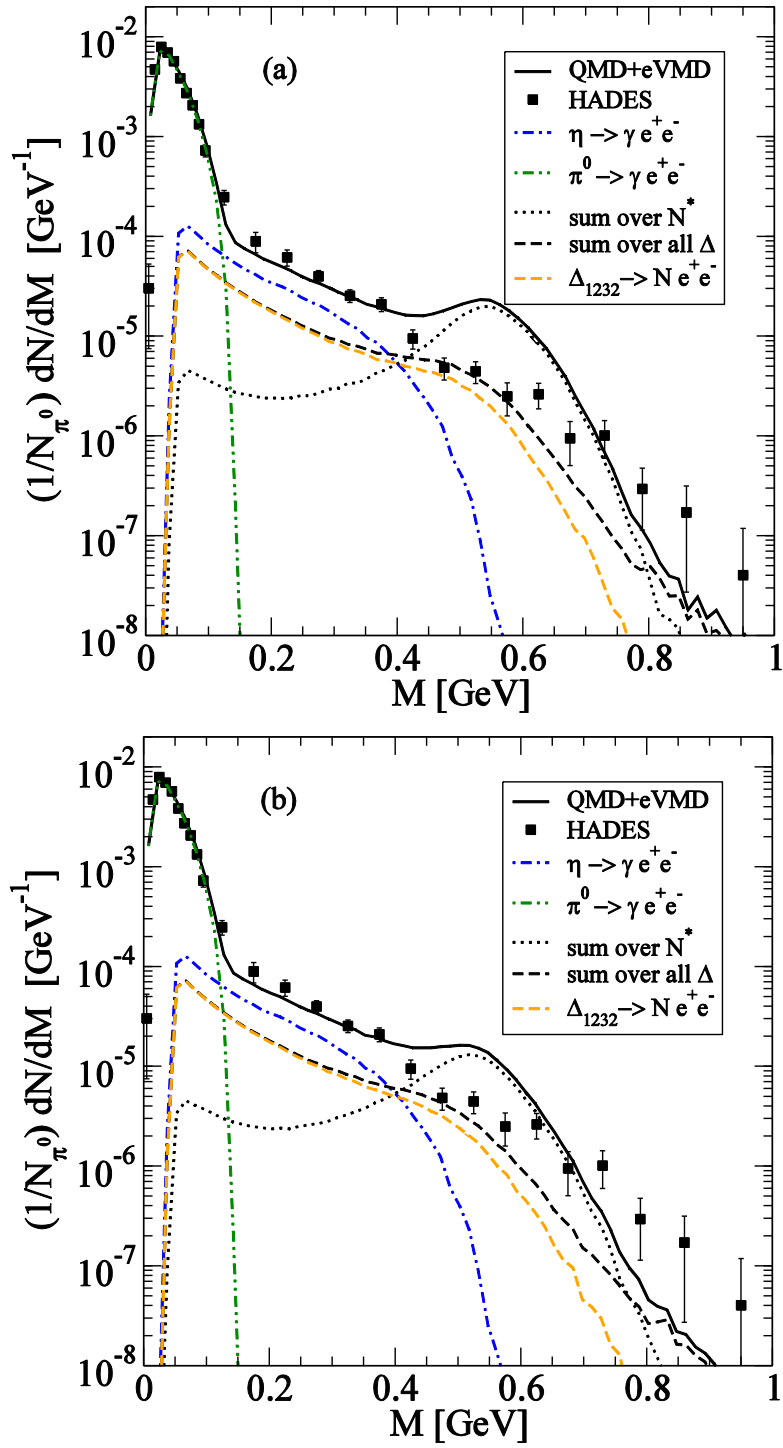 (a)
QMD+eVMD
HADES
η −> γ e⁺e⁻
π⁰ −> γ e⁺e⁻
sum over N*
sum over all Δ
Δ₁₂₃₂−> N e⁺e⁻
(1/N_π⁰) dN/dM [GeV⁻¹]
10⁻²
10⁻³
10⁻⁴
10⁻⁵
10⁻⁶
10⁻⁷
10⁻⁸
0 0.2 0.4 0.6 0.8 1
M [GeV]
(b)
QMD+eVMD
HADES
η −> γ e⁺e⁻
π⁰ −> γ e⁺e⁻
sum over N*
sum over all Δ
Δ₁₂₃₂−> N e⁺e⁻
(1/N_π⁰) dN/dM [GeV⁻¹]
10⁻²
10⁻³
10⁻⁴
10⁻⁵
10⁻⁶
10⁻⁷
10⁻⁸
0 0.2 0.4 0.6 0.8 1
M [GeV]